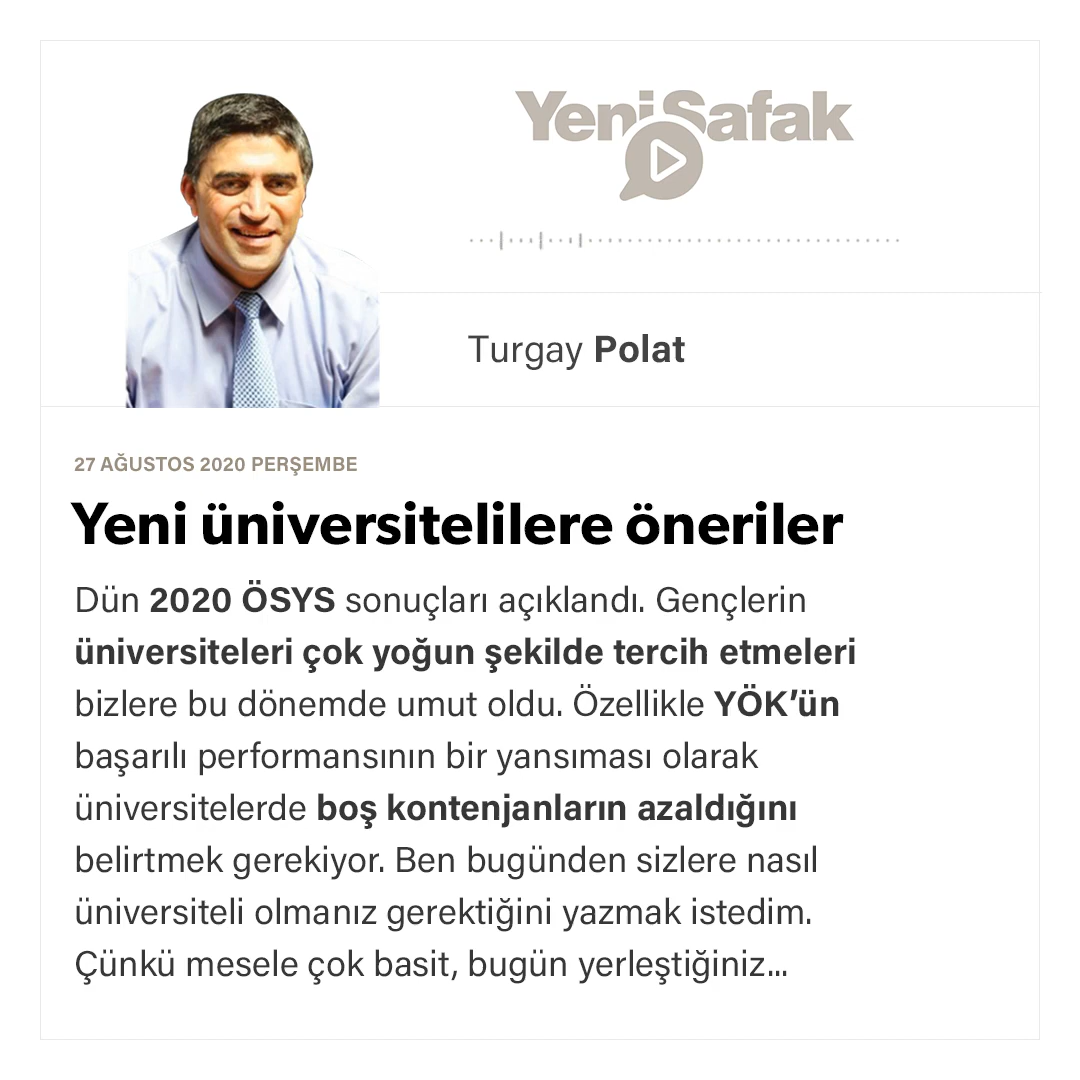 YeniSafak
Turgay Polat
27 AĞUSTOS 2020 PERŞEMBE
Yeni üniversitelilere öneriler
Dün 2020 ÖSYS sonuçları açıklandı. Gençlerin
üniversiteleri çok yoğun şekilde tercih etmeleri
bizlere bu dönemde umut oldu. Özellikle YÖK’ün
başarılı performansının bir yansıması olarak
üniversitelerde boş kontenjanların azaldığını
belirtmek gerekiyor. Ben bugünden sizlere nasıl
üniversiteli olmanız gerektiğini yazmak istedim.
Çünkü mesele çok basit, bugün yerleştiğiniz...